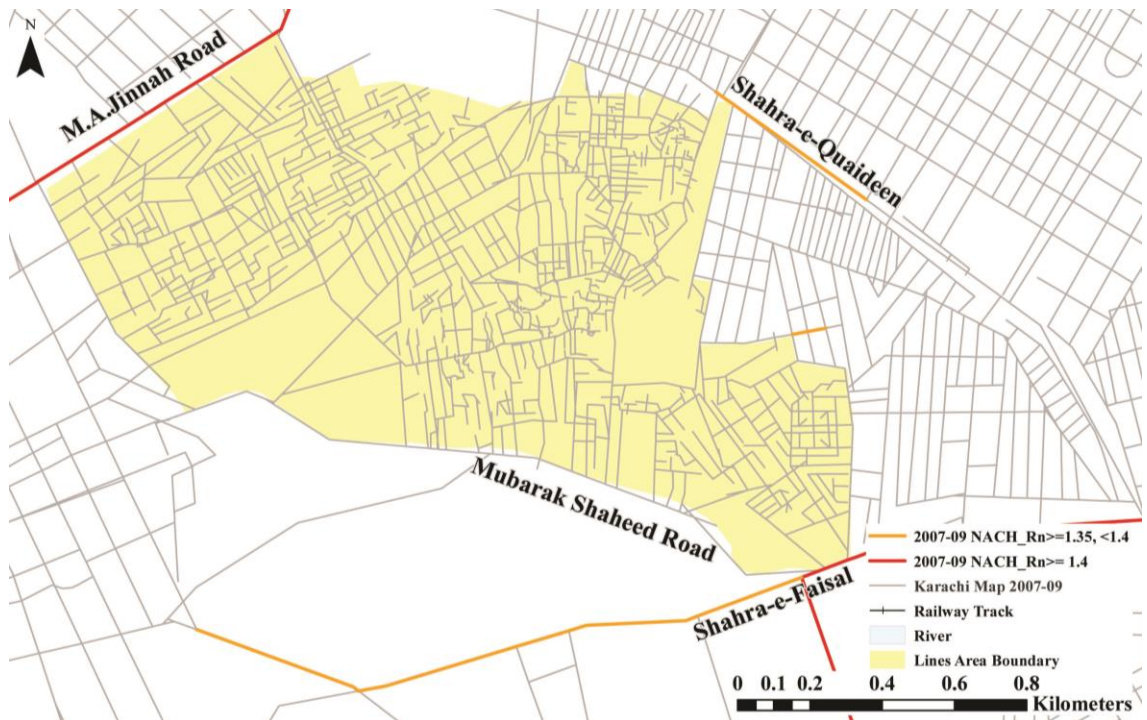 N
M.A.Jinnah Road
Shahra-e-Quaideen
Mubarak Shaheed Road
Shahra-e-Faisal
2007-09 NACH_Rn>=1.35, <1.4
2007-09 NACH_Rn>= 1.4
Karachi Map 2007-09
Railway Track
River
Lines Area Boundary
0 0.1 0.2 0.4 0.6 0.8
Kilometers